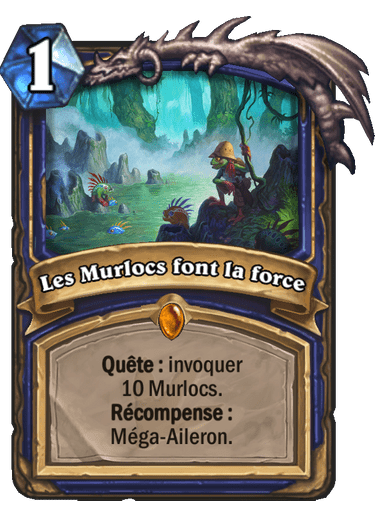 1
Les Murlocs font la force
Quête : invoquer
10 Murlocs.
Récompense :
Méga-Aileron.